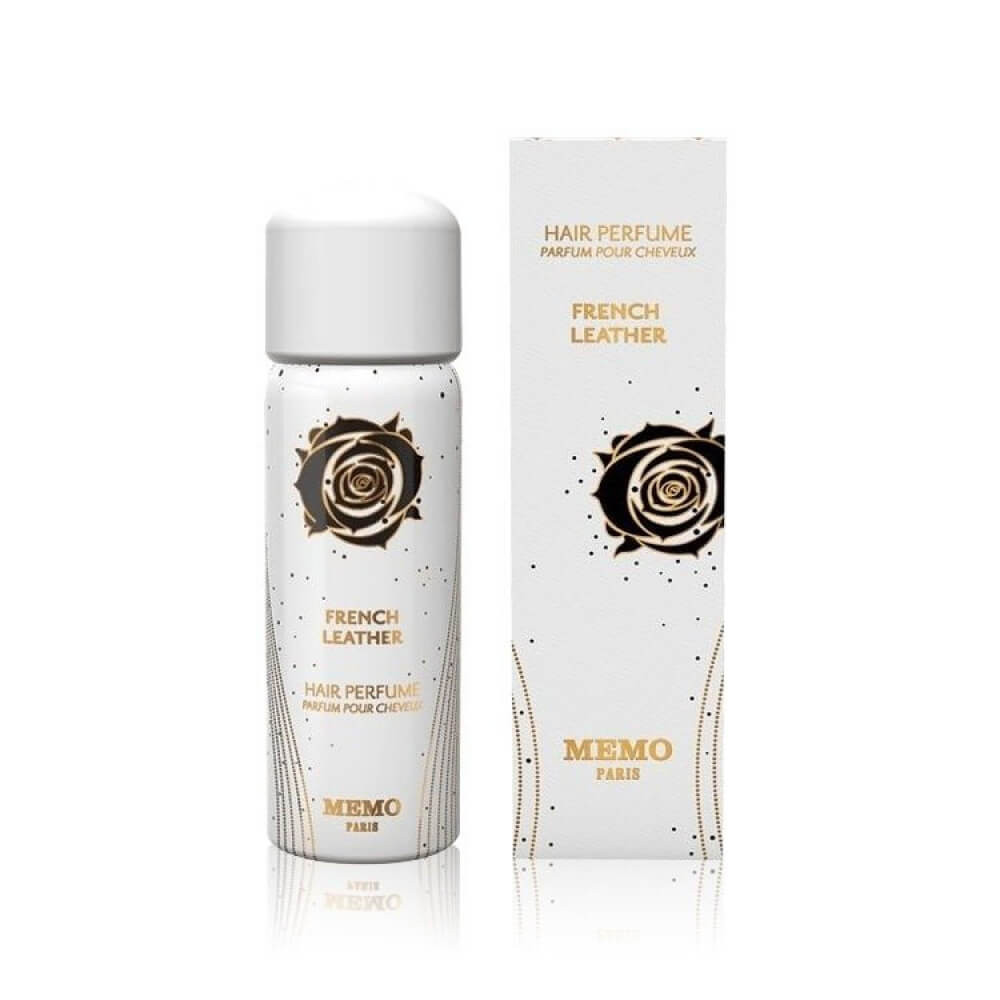 FRENCH
LEATHER
HAIR PERFUME
PARFUM POUR CHEVEUX
MEMO
PARIS
HAIR PERFUME
PARFUM POUR CHEVEUX
FRENCH
LEATHER
MEMO
PARIS